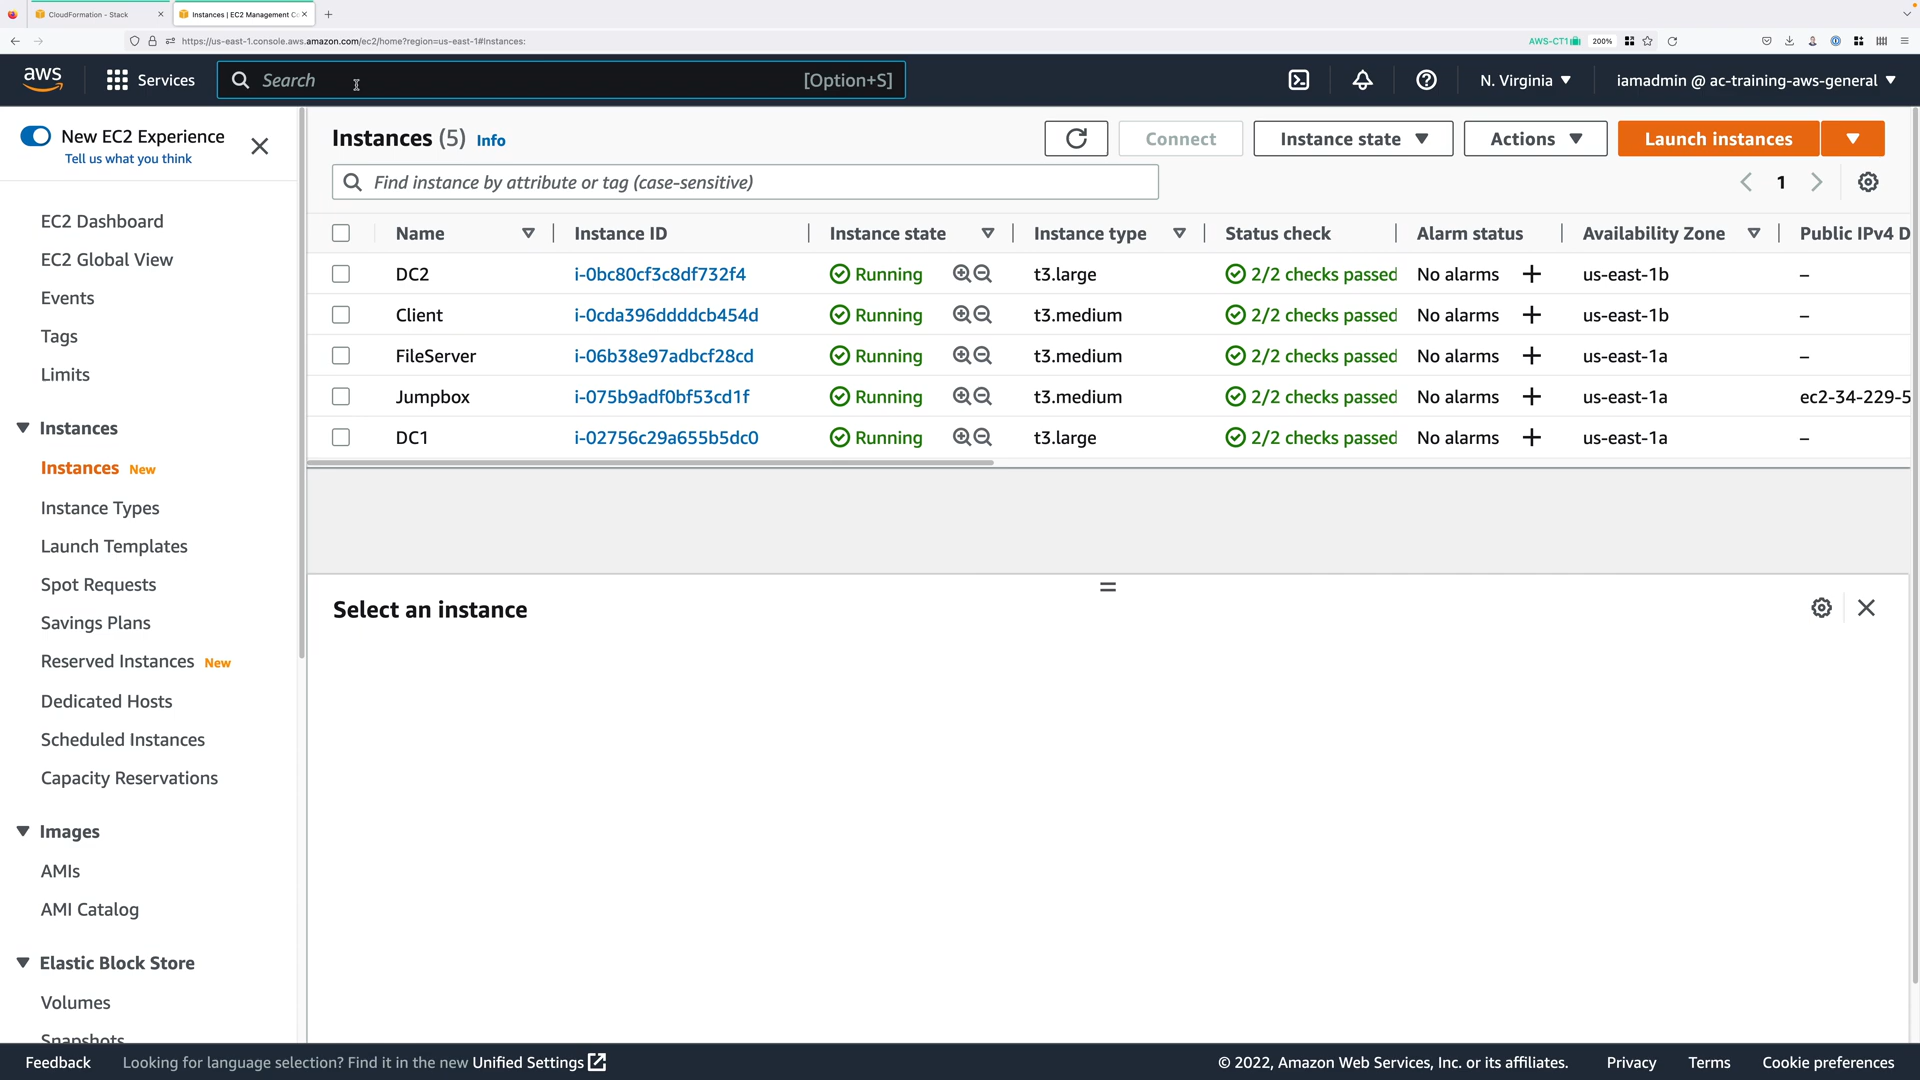 CloudFormation - Stack
Instances | EC2 Management Co
https://us-east-1.console.aws.amazon.com/ec2/home?region=us-east-1#Instances:
AWS-CT1
200%
aws
Services
Search
[Option+S]
N. Virginia
iamadmin @ ac-training-aws-general
New EC2 Experience
Tell us what you think
EC2 Dashboard
EC2 Global View
Events
Tags
Limits
Instances
Instances New
Instance Types
Launch Templates
Spot Requests
Savings Plans
Reserved Instances New
Dedicated Hosts
Scheduled Instances
Capacity Reservations
Images
AMIs
AMI Catalog
Elastic Block Store
Volumes
Snapshots
Instances (5) Info
Connect
Instance state
Actions
Launch instances
Find instance by attribute or tag (case-sensitive)
1
Name Instance ID Instance state Instance type Status check Alarm status Availability Zone Public IPv4 D
DC2 i-0bc80cf3c8df732f4 Running t3.large 2/2 checks passed No alarms + us-east-1b –
Client i-0cda396ddddcb454d Running t3.medium 2/2 checks passed No alarms + us-east-1b –
FileServer i-06b38e97adbcf28cd Running t3.medium 2/2 checks passed No alarms + us-east-1a –
Jumpbox i-075b9adf0bf53cd1f Running t3.medium 2/2 checks passed No alarms + us-east-1a ec2-34-229-5
DC1 i-02756c29a655b5dc0 Running t3.large 2/2 checks passed No alarms + us-east-1a –
Select an instance
Feedback
Looking for language selection? Find it in the new Unified Settings
© 2022, Amazon Web Services, Inc. or its affiliates.
Privacy
Terms
Cookie preferences